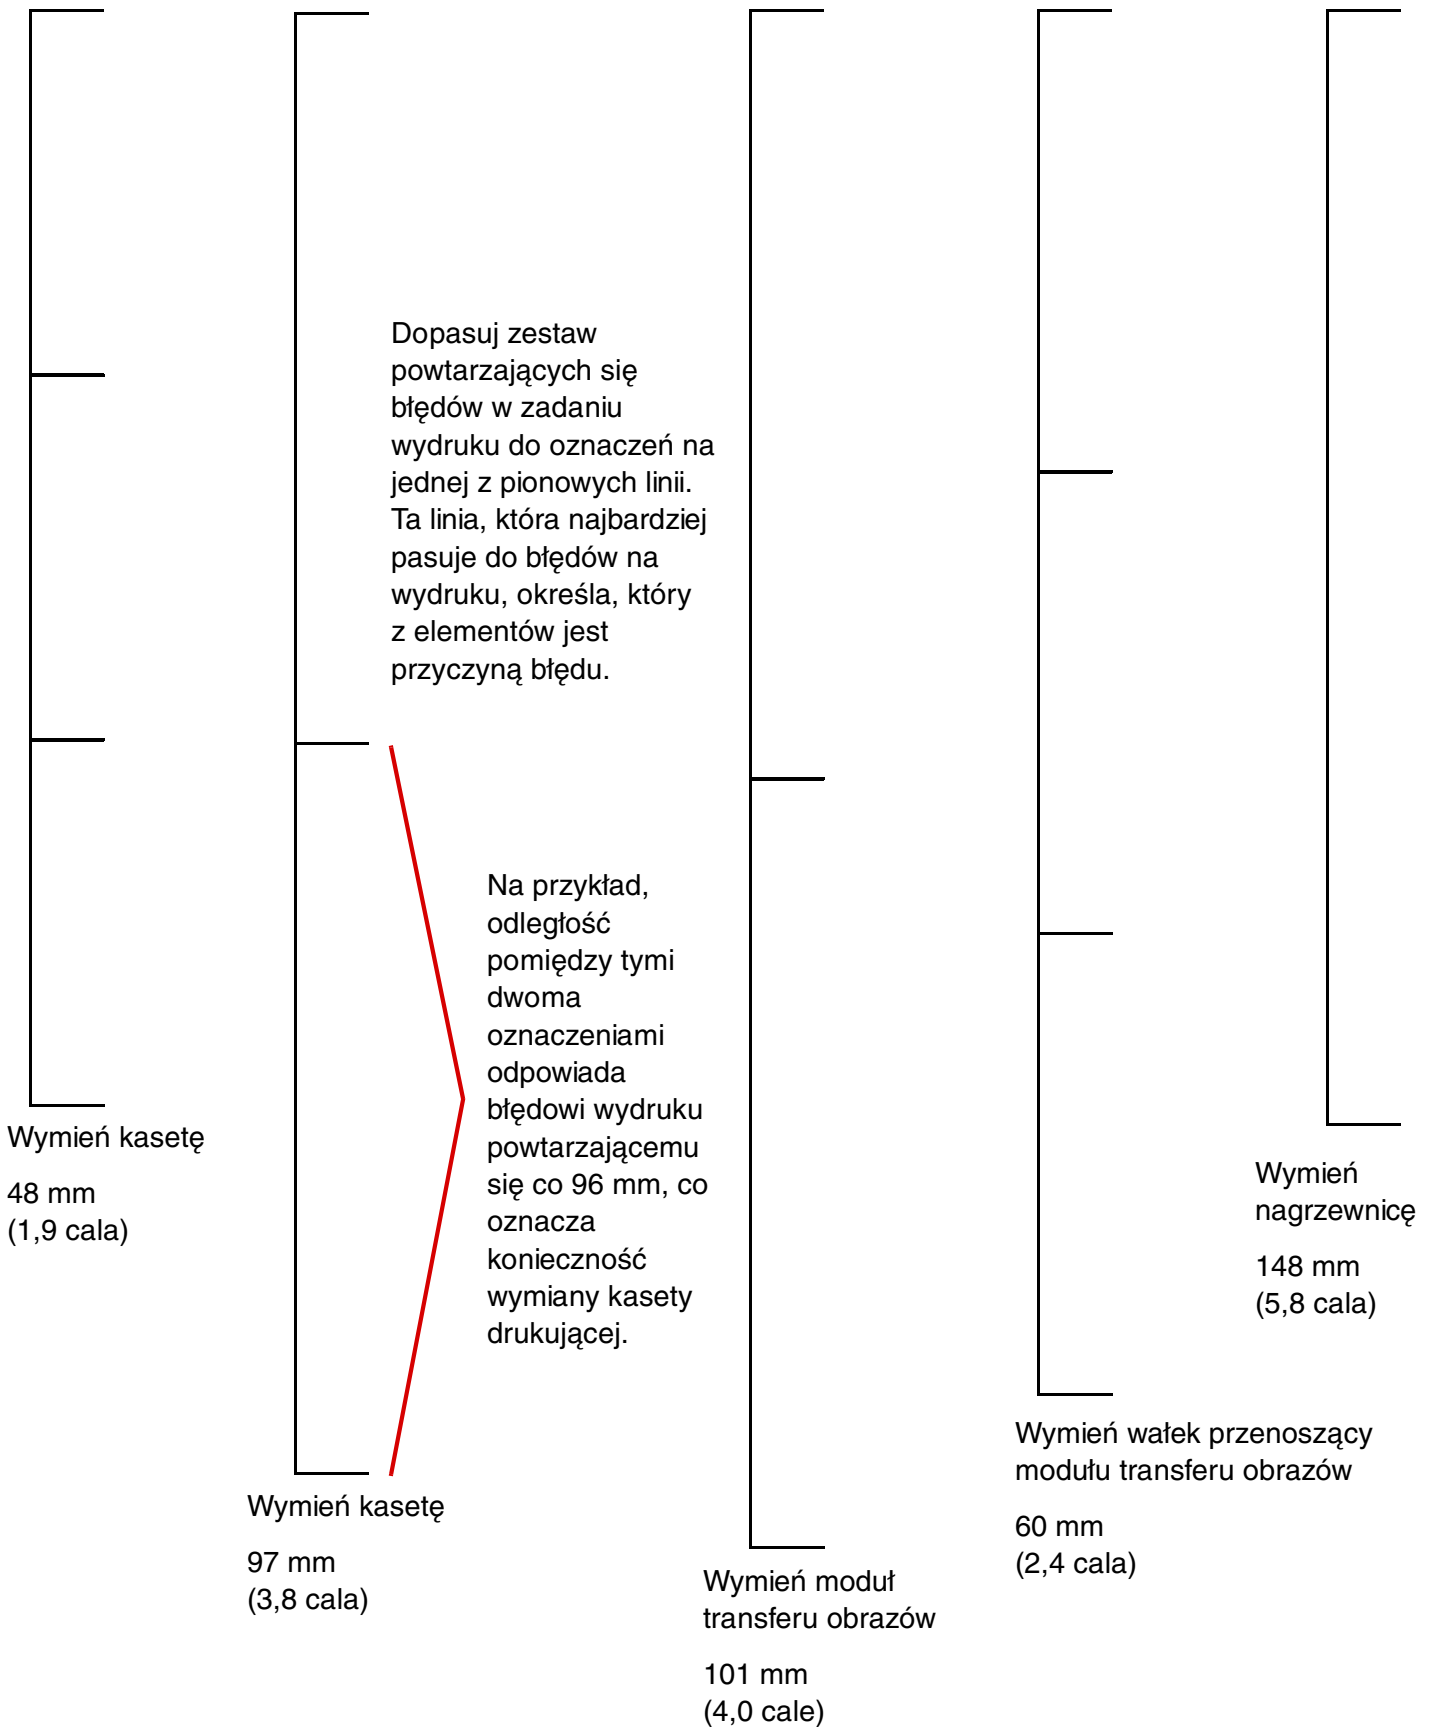 Dopasuj zestaw
powtarzających się
błędów w zadaniu
wydruku do oznaczeń na
jednej z pionowych linii.
Ta linia, która najbardziej
pasuje do błędów na
wydruku, określa, który
z elementów jest
przyczyną błędu.
Na przykład,
odległość
pomiędzy tymi
dwoma
oznaczeniami
odpowiada
błędowi wydruku
powtarzającemu
się co 96 mm, co
oznacza
konieczność
wymiany kasety
drukującej.
Wymień kasetę
48 mm
(1,9 cala)
Wymień kasetę
97 mm
(3,8 cala)
Wymień moduł
transferu obrazów
101 mm
(4,0 cale)
Wymień wałek przenoszący
modułu transferu obrazów
60 mm
(2,4 cala)
Wymień
nagrzewnicę
148 mm
(5,8 cala)